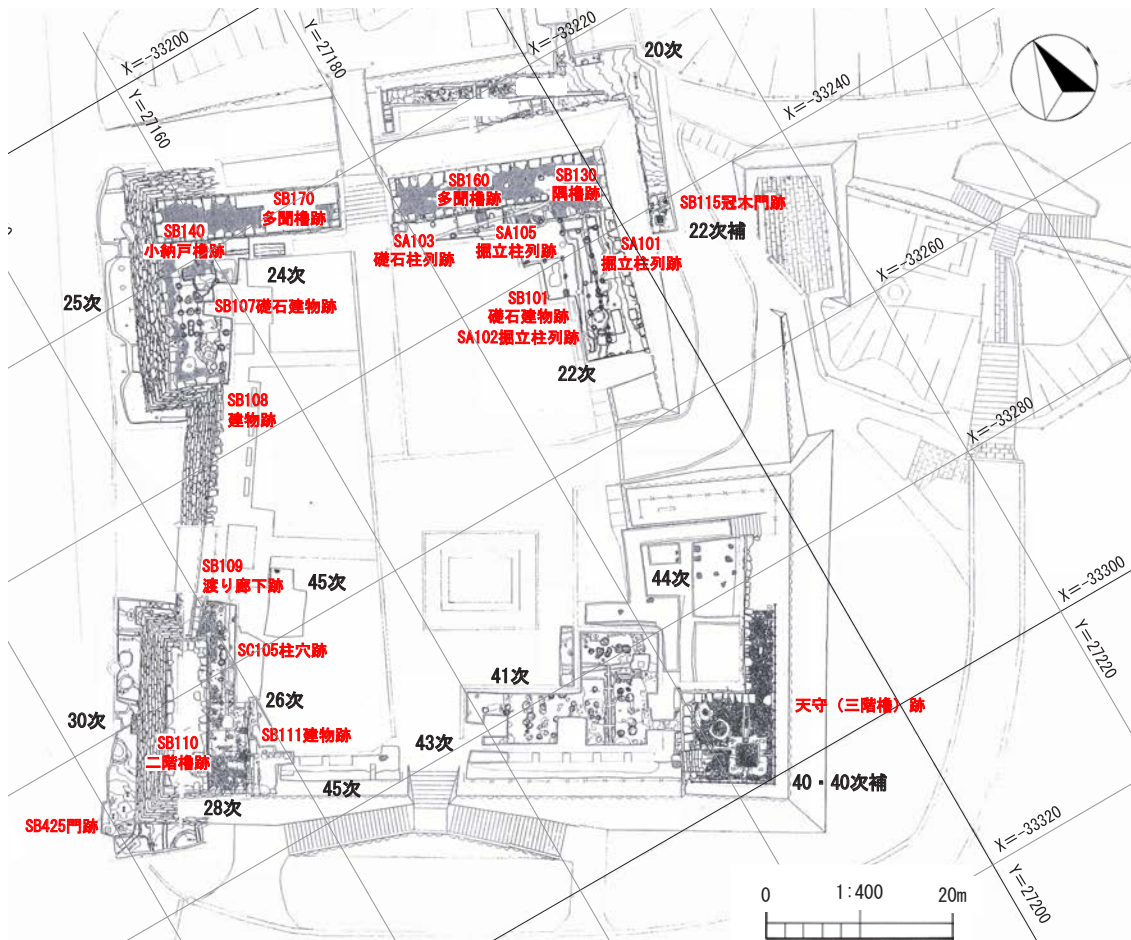 X=-33200
Y=27160
Y=27180
X=-33220
20次
X=-33240
SB140
小納戸櫓跡
SB170
多聞櫓跡
SB160
多聞櫓跡
SB130
隅櫓跡
SB115冠木門跡
22次補
SA103
礎石柱列跡
SA105
掘立柱列跡
SA101
掘立柱列跡
X=-33260
24次
25次
SB107礎石建物跡
SB101
礎石建物跡
SA102掘立柱列跡
22次
SB108
建物跡
X=-33280
SB109
渡り廊下跡
45次
44次
X=-33300
Y=27220
SC105柱穴跡
41次
26次
天守（三階櫓）跡
30次
SB110
二階櫓跡
SB111建物跡
43次
45次
40・40次補
28次
SB425門跡
X=-33320
Y=27200
0
1:400
20m